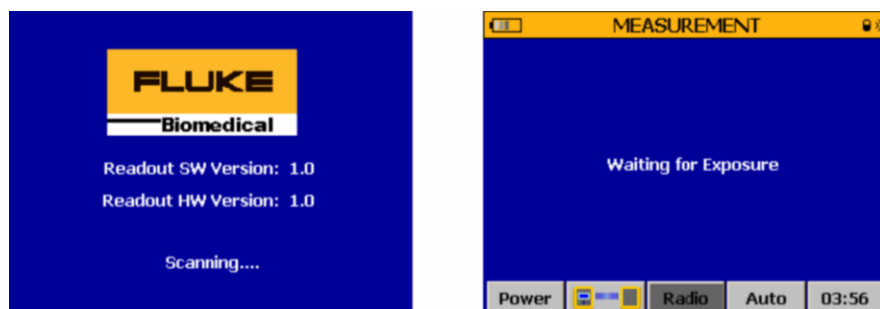 FLUKE
Biomedical
Readout SW Version: 1.0
Readout HW Version: 1.0
Scanning....
MEASUREMENT
Waiting for Exposure
Power Radio Auto 03:56